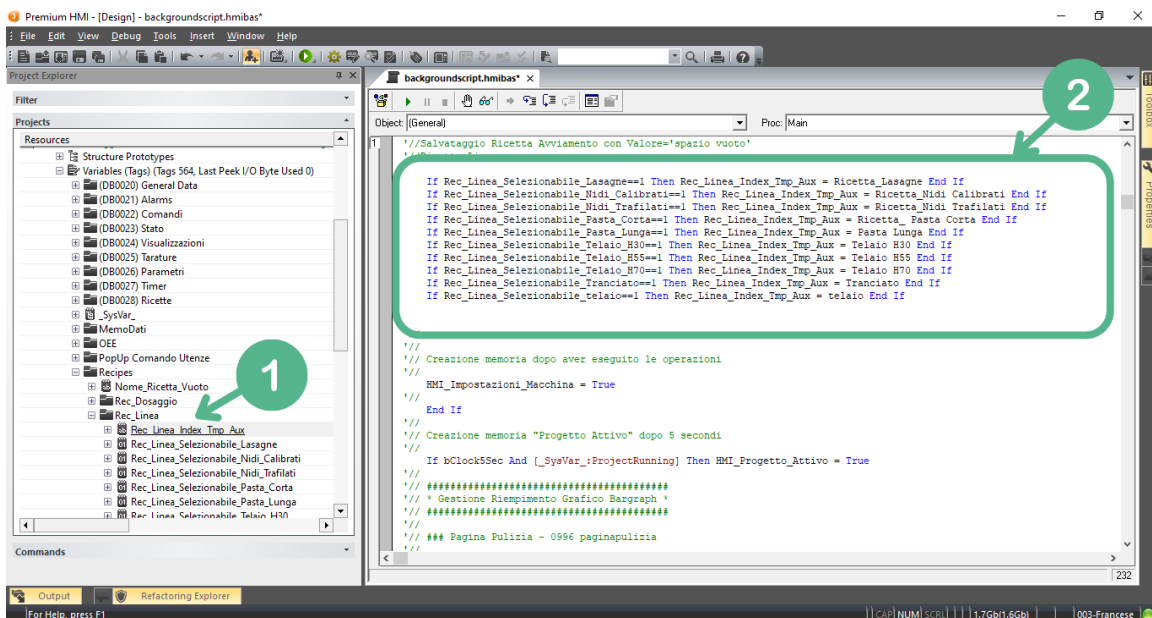 Premium HMI - [Design] - backgroundscript.hmibas*
File Edit View Debug Tools Insert Window Help
Project Explorer
Filter
Projects
Resources
Structure Prototypes
Variables (Tags) (Tags 564, Last Peek I/O Byte Used 0)
(DB0020) General Data
(DB0021) Alarms
(DB0022) Comandi
(DB0023) Stato
(DB0024) Visualizzazioni
(DB0025) Tarature
(DB0026) Parametri
(DB0027) Timer
(DB0028) Ricette
_SysVar_
MemoDati
OEE
PopUp Comando Utenze
Recipes
Nome_Ricetta_Vuoto
Rec_Dosaggio
Rec_Linea
Rec_Linea_Index_Tmp_Aux
Rec_Linea_Selezionabile_Lasagne
Rec_Linea_Selezionabile_Nidi_Calibrati
Rec_Linea_Selezionabile_Nidi_Trafilati
Rec_Linea_Selezionabile_Pasta_Corta
Rec_Linea_Selezionabile_Pasta_Lunga
Rec_Linea_Selezionabile_Telaio_H30
Commands
1
backgroundscript.hmibas*
Object: (General) Proc: Main
1
'//Salvataggio Ricetta Avviamento con Valore='spazio vuoto'
If Rec_Linea_Selezionabile_Lasagne==1 Then Rec_Linea_Index_Tmp_Aux = Ricetta_Lasagne End If
If Rec_Linea_Selezionabile_Nidi_Calibrati==1 Then Rec_Linea_Index_Tmp_Aux = Ricetta_Nidi Calibrati End If
If Rec_Linea_Selezionabile_Nidi_Trafilati==1 Then Rec_Linea_Index_Tmp_Aux = Ricetta_Nidi Trafilati End If
If Rec_Linea_Selezionabile_Pasta_Corta==1 Then Rec_Linea_Index_Tmp_Aux = Ricetta_ Pasta Corta End If
If Rec_Linea_Selezionabile_Pasta_Lunga==1 Then Rec_Linea_Index_Tmp_Aux = Pasta Lunga End If
If Rec_Linea_Selezionabile_Telaio_H30==1 Then Rec_Linea_Index_Tmp_Aux = Telaio H30 End If
If Rec_Linea_Selezionabile_Telaio_H55==1 Then Rec_Linea_Index_Tmp_Aux = Telaio H55 End If
If Rec_Linea_Selezionabile_Telaio_H70==1 Then Rec_Linea_Index_Tmp_Aux = Telaio H70 End If
If Rec_Linea_Selezionabile_Tranciato==1 Then Rec_Linea_Index_Tmp_Aux = Tranciato End If
If Rec_Linea_Selezionabile_telaio==1 Then Rec_Linea_Index_Tmp_Aux = telaio End If
'//
'// Creazione memoria dopo aver eseguito le operazioni
'//
HMI_Impostazioni_Macchina = True
'//
End If
'//
'// Creazione memoria "Progetto Attivo" dopo 5 secondi
'//
If bClock5Sec And [_SysVar_:ProjectRunning] Then HMI_Progetto_Attivo = True
'//
'// ########################################
'// * Gestione Riempimento Grafico Bargraph *
'// ########################################
'//
'// ### Pagina Pulizia - 0996 paginapulizia
'//
232
2
Toolbox
Properties
Output
Refactoring Explorer
For Help, press F1
CAP NUM SCRL 1.7Gb(1,6Gb) 003-Francese